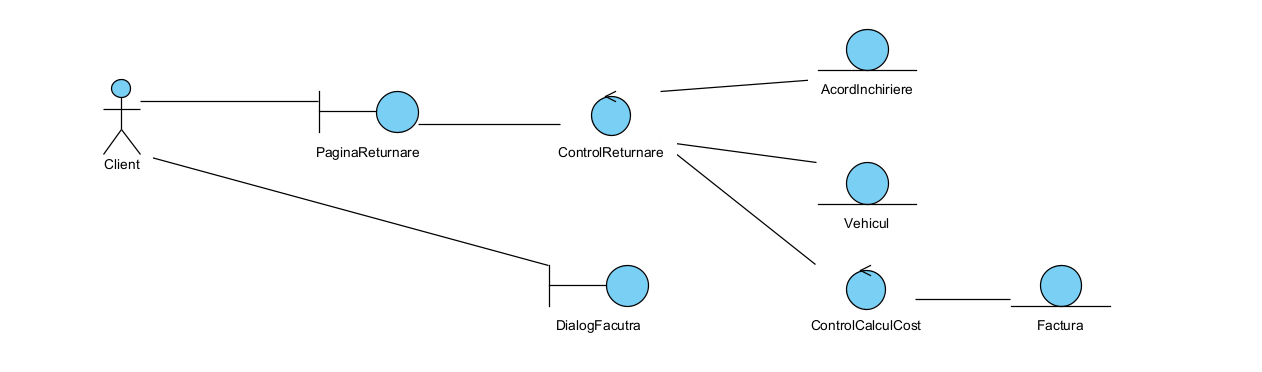 AcordInchiriere
Client
PaginaReturnare
ControlReturnare
Vehicul
DialogFacutra
ControlCalculCost
Factura